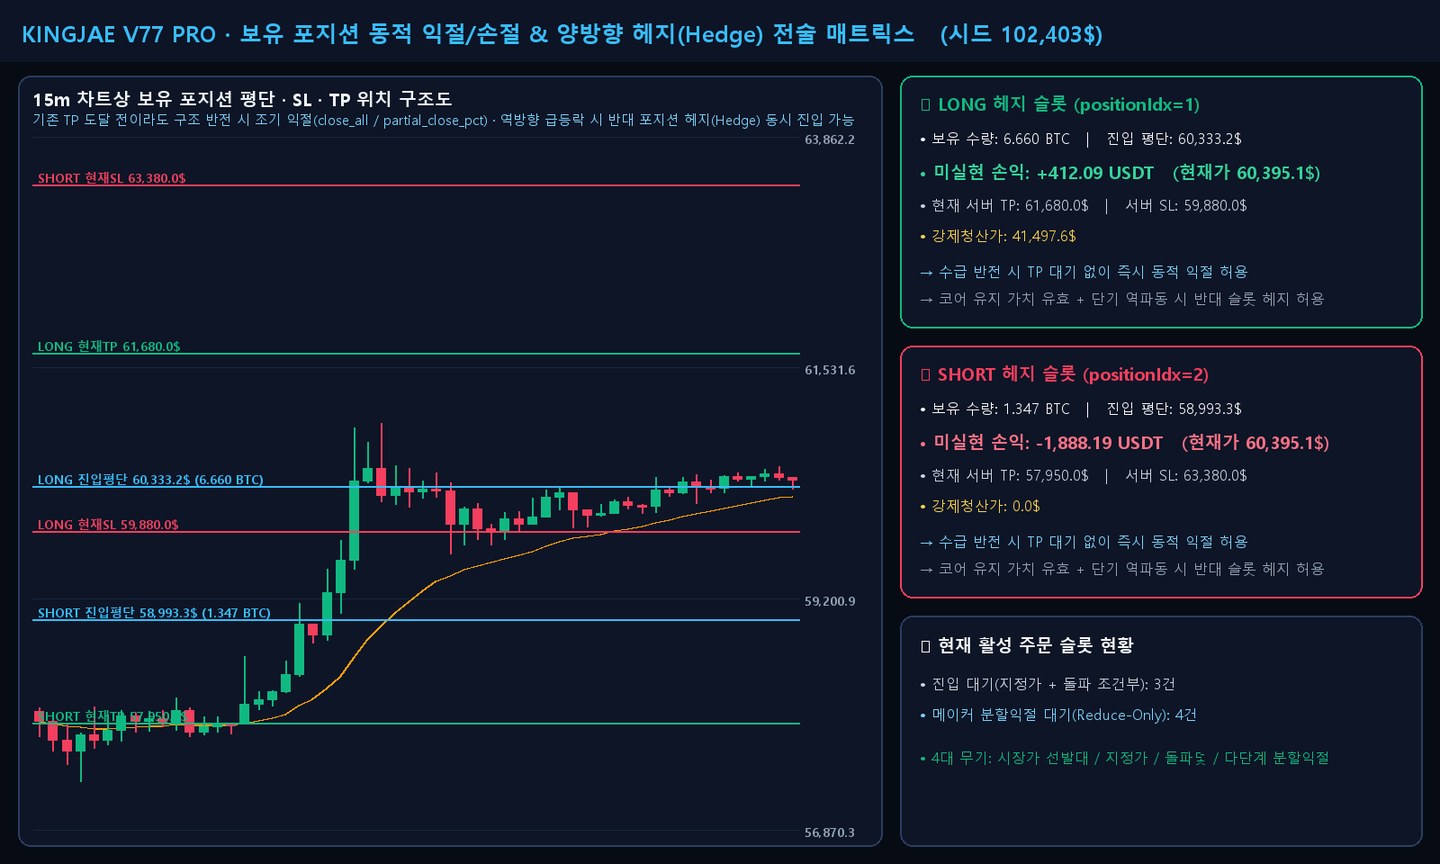 KINGJAE V77 PRO · 보유 포지션 동적 익절/손절 & 양방향 헤지(Hedge) 전술 매트릭스 (시드 102,403$)
15m 차트상 보유 포지션 평단 · SL · TP 위치 구조도
기존 TP 도달 전이라도 구조 반전 시 조기 익절(close_all / partial_close_pct) · 역방향 급등락 시 반대 포지션 헤지(Hedge) 동시 진입 가능
63,862.2
SHORT 현재SL 63,380.0$
LONG 현재TP 61,680.0$
61,531.6
LONG 진입평단 60,333.2$ (6.660 BTC)
LONG 현재SL 59,880.0$
59,200.9
SHORT 진입평단 58,993.3$ (1.347 BTC)
SHORT 현재TP 57,950.0$
56,870.3
LONG 헤지 슬롯 (positionIdx=1)
• 보유 수량: 6.660 BTC | 진입 평단: 60,333.2$
• 미실현 손익: +412.09 USDT (현재가 60,395.1$)
• 현재 서버 TP: 61,680.0$ | 서버 SL: 59,880.0$
• 강제청산가: 41,497.6$
→ 수급 반전 시 TP 대기 없이 즉시 동적 익절 허용
→ 코어 유지 가치 유효 + 단기 역파동 시 반대 슬롯 헤지 허용
SHORT 헤지 슬롯 (positionIdx=2)
• 보유 수량: 1.347 BTC | 진입 평단: 58,993.3$
• 미실현 손익: -1,888.19 USDT (현재가 60,395.1$)
• 현재 서버 TP: 57,950.0$ | 서버 SL: 63,380.0$
• 강제청산가: 0.0$
→ 수급 반전 시 TP 대기 없이 즉시 동적 익절 허용
→ 코어 유지 가치 유효 + 단기 역파동 시 반대 슬롯 헤지 허용
현재 활성 주문 슬롯 현황
• 진입 대기(지정가 + 돌파 조건부): 3건
• 메이커 분할익절 대기(Reduce-Only): 4건
• 4대 무기: 시장가 선발대 / 지정가 / 돌파덫 / 다단계 분할익절